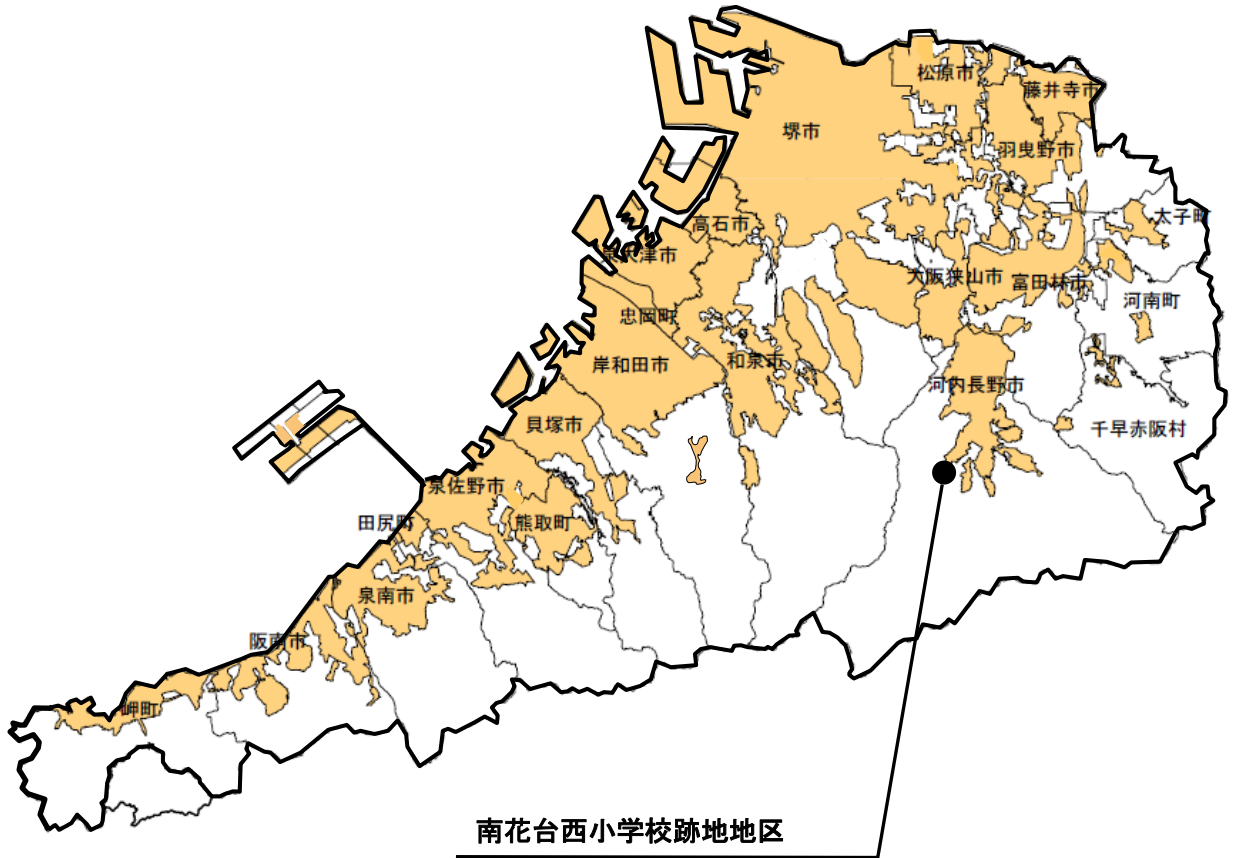 松原市
藤井寺市
堺市
羽曳野市
太子町
高石市
泉大津市
大阪狭山市
富田林市
河南町
忠岡町
和泉市
岸和田市
河内長野市
貝塚市
千早赤阪村
泉佐野市
田尻町
熊取町
泉南市
阪南市
岬町
南花台西小学校跡地地区